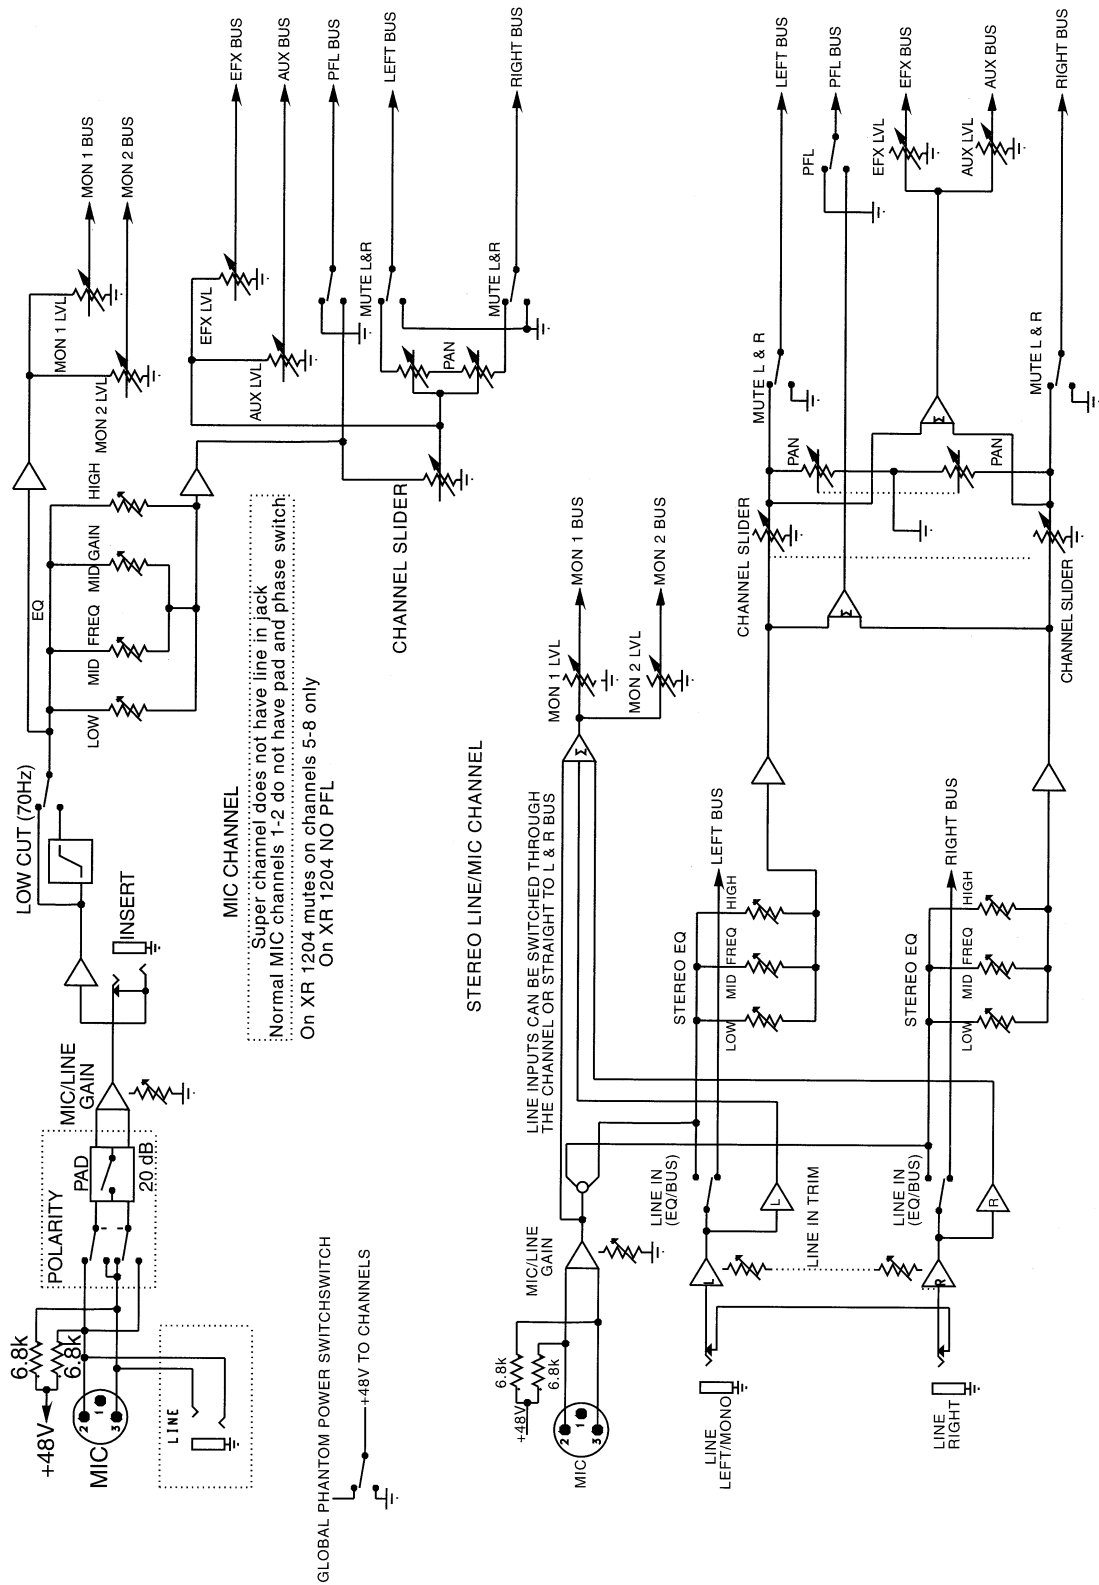 +48V
6.8k
6.8k
MIC
2
1
3
LINE
POLARITY
PAD
20 dB
MIC/LINE
GAIN
INSERT
LOW CUT (70Hz)
EQ
LOW
MID
FREQ
MID GAIN
HIGH
MON 1 LVL
MON 2 LVL
MON 1 BUS
MON 2 BUS
EFX LVL
AUX LVL
EFX BUS
AUX BUS
PFL BUS
LEFT BUS
RIGHT BUS
MUTE L&R
PAN
MUTE L&R
CHANNEL SLIDER
MIC CHANNEL
Super channel does not have line in jack
Normal MIC channels 1-2 do not have pad and phase switch
On XR 1204 mutes on channels 5-8 only
On XR 1204 NO PFL
GLOBAL PHANTOM POWER SWITCHSWITCH
+48V TO CHANNELS
STEREO LINE/MIC CHANNEL
LINE INPUTS CAN BE SWITCHED THROUGH
THE CHANNEL OR STRAIGHT TO L & R BUS
+48V
6.8k
6.8k
MIC
2
1
3
MIC/LINE
GAIN
Σ
MON 1 LVL
MON 2 LVL
MON 1 BUS
MON 2 BUS
LINE
LEFT/MONO
L
LINE IN
(EQ/BUS)
L
LINE IN TRIM
STEREO EQ
LOW
MID
FREQ
HIGH
LEFT BUS
LINE
RIGHT
R
LINE IN
(EQ/BUS)
R
STEREO EQ
LOW
MID
FREQ
HIGH
RIGHT BUS
CHANNEL SLIDER
CHANNEL SLIDER
Σ
PAN
PAN
Σ
MUTE L & R
MUTE L & R
PFL
EFX LVL
AUX LVL
LEFT BUS
PFL BUS
EFX BUS
AUX BUS
RIGHT BUS